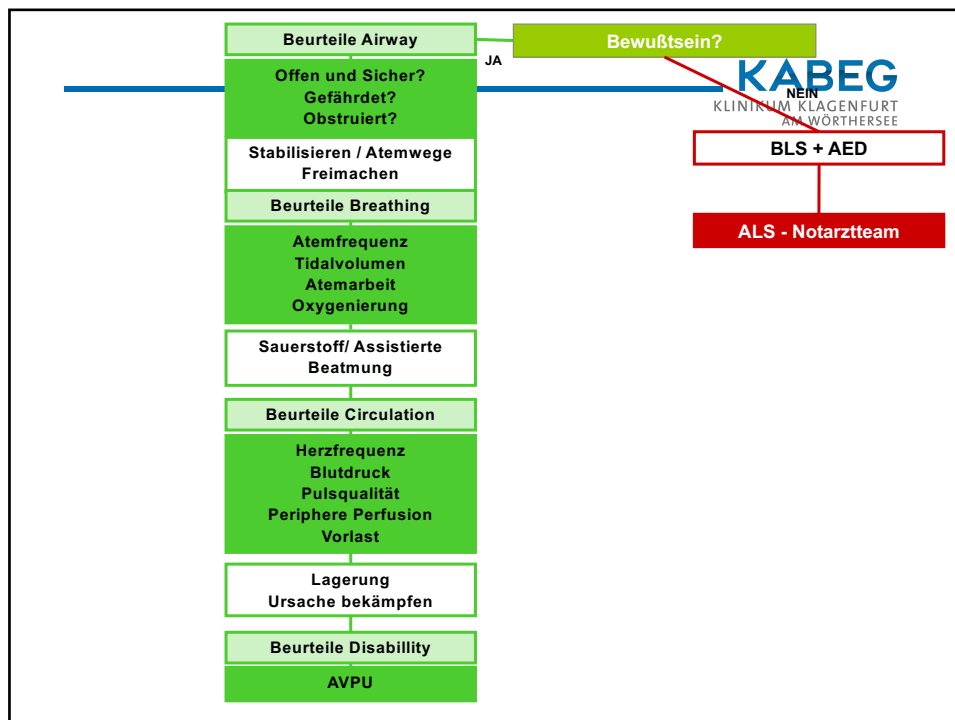 Beurteile Airway
Bewußtsein?
JA
Offen und Sicher?
Gefährdet?
Obstruiert?
KABEG
NEIN
KLINIKUM KLAGENFURT
AM WÖRTHERSEE
Stabilisieren / Atemwege
Freimachen
BLS + AED
Beurteile Breathing
ALS - Notarztteam
Atemfrequenz
Tidalvolumen
Atemarbeit
Oxygenierung
Sauerstoff/ Assistierte
Beatmung
Beurteile Circulation
Herzfrequenz
Blutdruck
Pulsqualität
Periphere Perfusion
Vorlast
Lagerung
Ursache bekämpfen
Beurteile Disabillity
AVPU